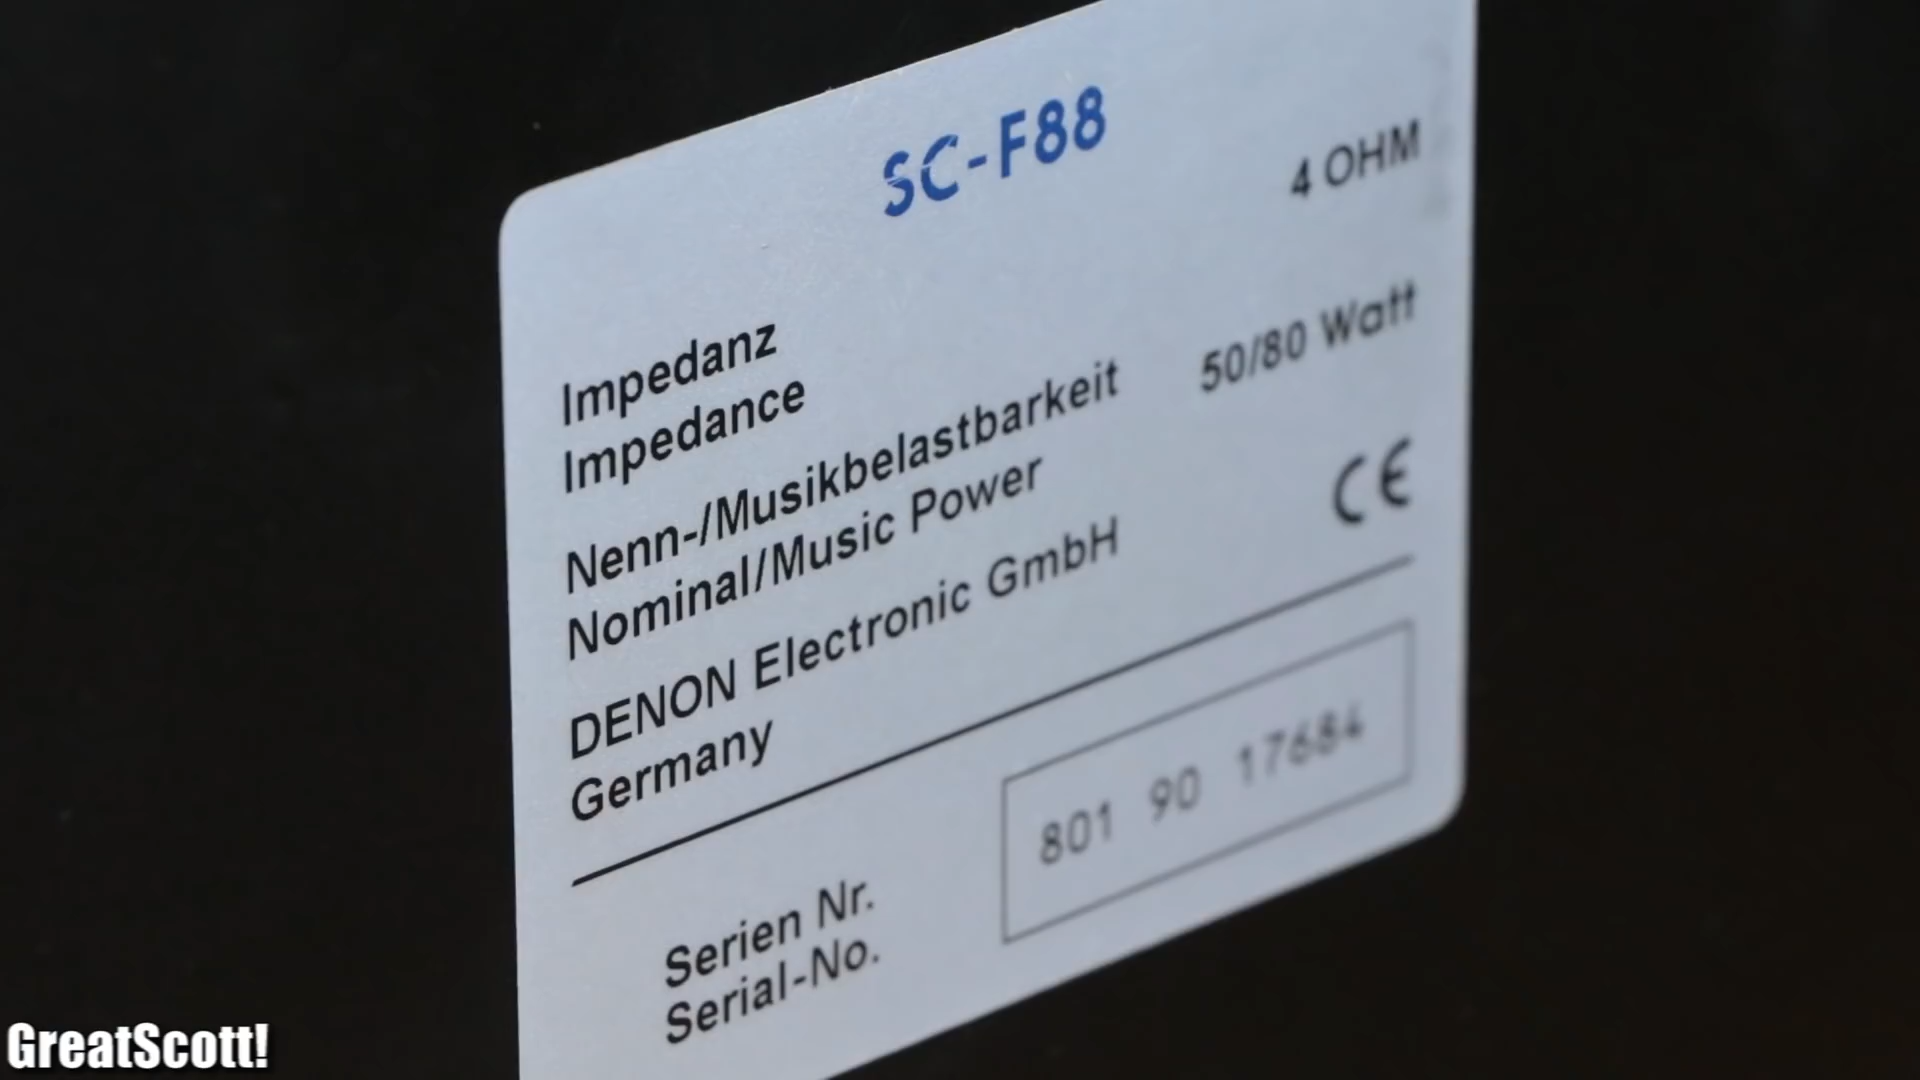 SC-F88
4 OHM
Impedanz
Impedance
Nenn-/Musikbelastbarkeit 50/80 Watt
Nominal/Music Power
DENON Electronic GmbH CE
Germany
801 90 17684
Serien Nr.
Serial-No.
GreatScott!